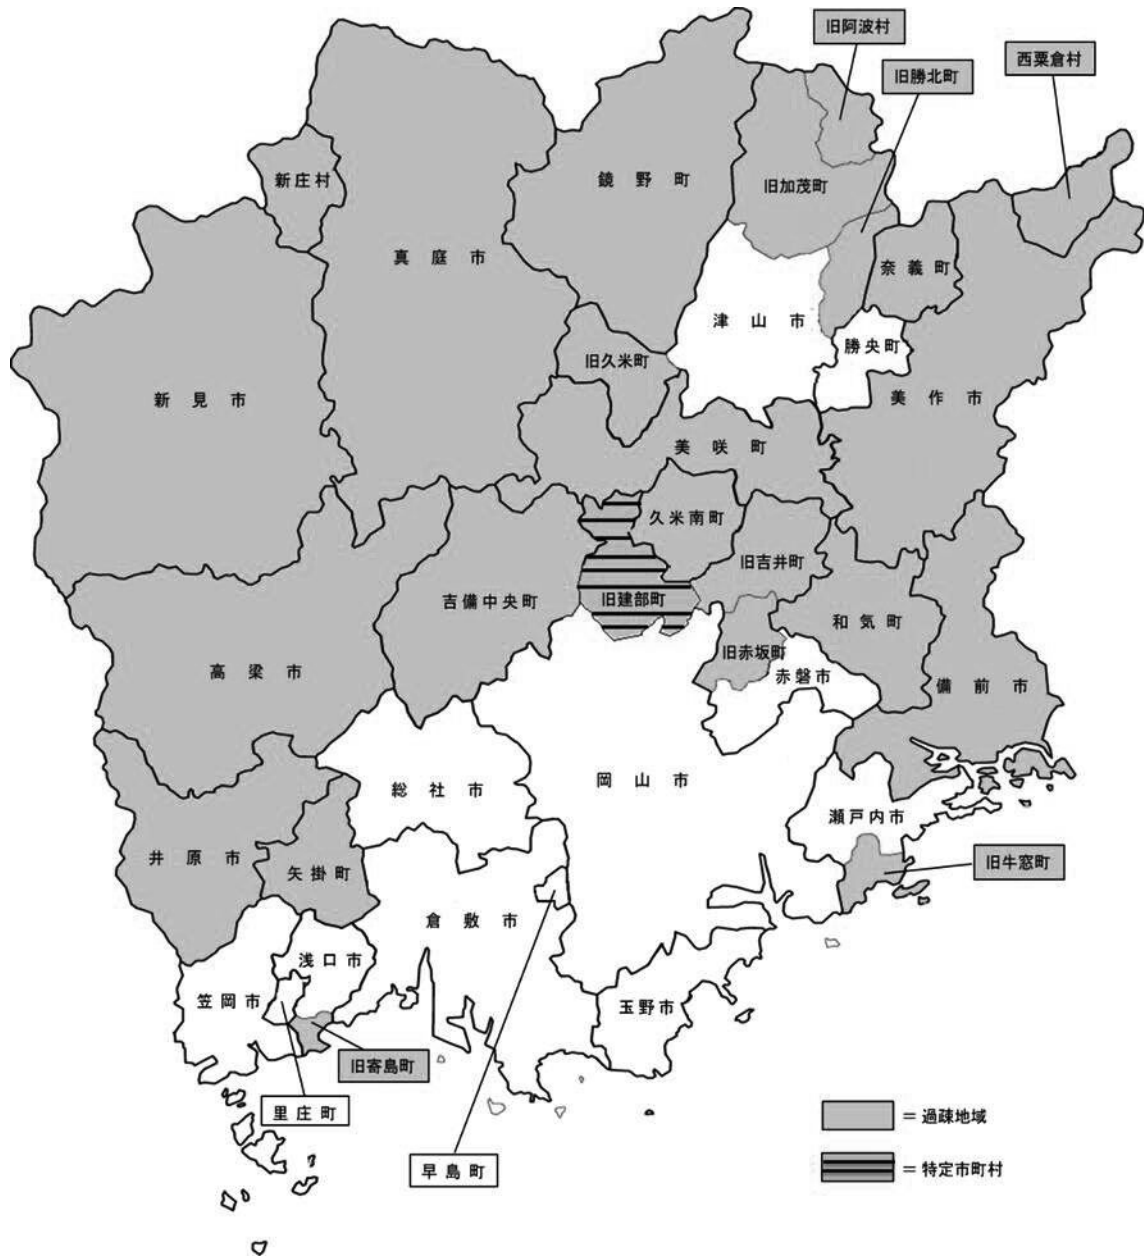 旧阿波村
旧勝北町
西粟倉村
新庄村
鏡野町
旧加茂町
真庭市
奈義町
津山市
勝央町
旧久米町
新見市
美作市
美咲町
久米南町
旧吉井町
吉備中央町
旧建部町
和気町
旧赤坂町
高梁市
赤磐市
備前市
岡山市
総社市
瀬戸内市
井原市
矢掛町
旧牛窓町
倉敷市
浅口市
笠岡市
玉野市
旧寄島町
里庄町
早島町
＝過疎地域
＝特定市町村